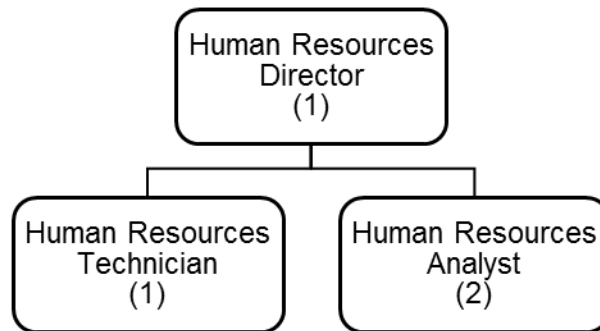 Human Resources
Director
(1)
Human Resources
Technician
(1)
Human Resources
Analyst
(2)